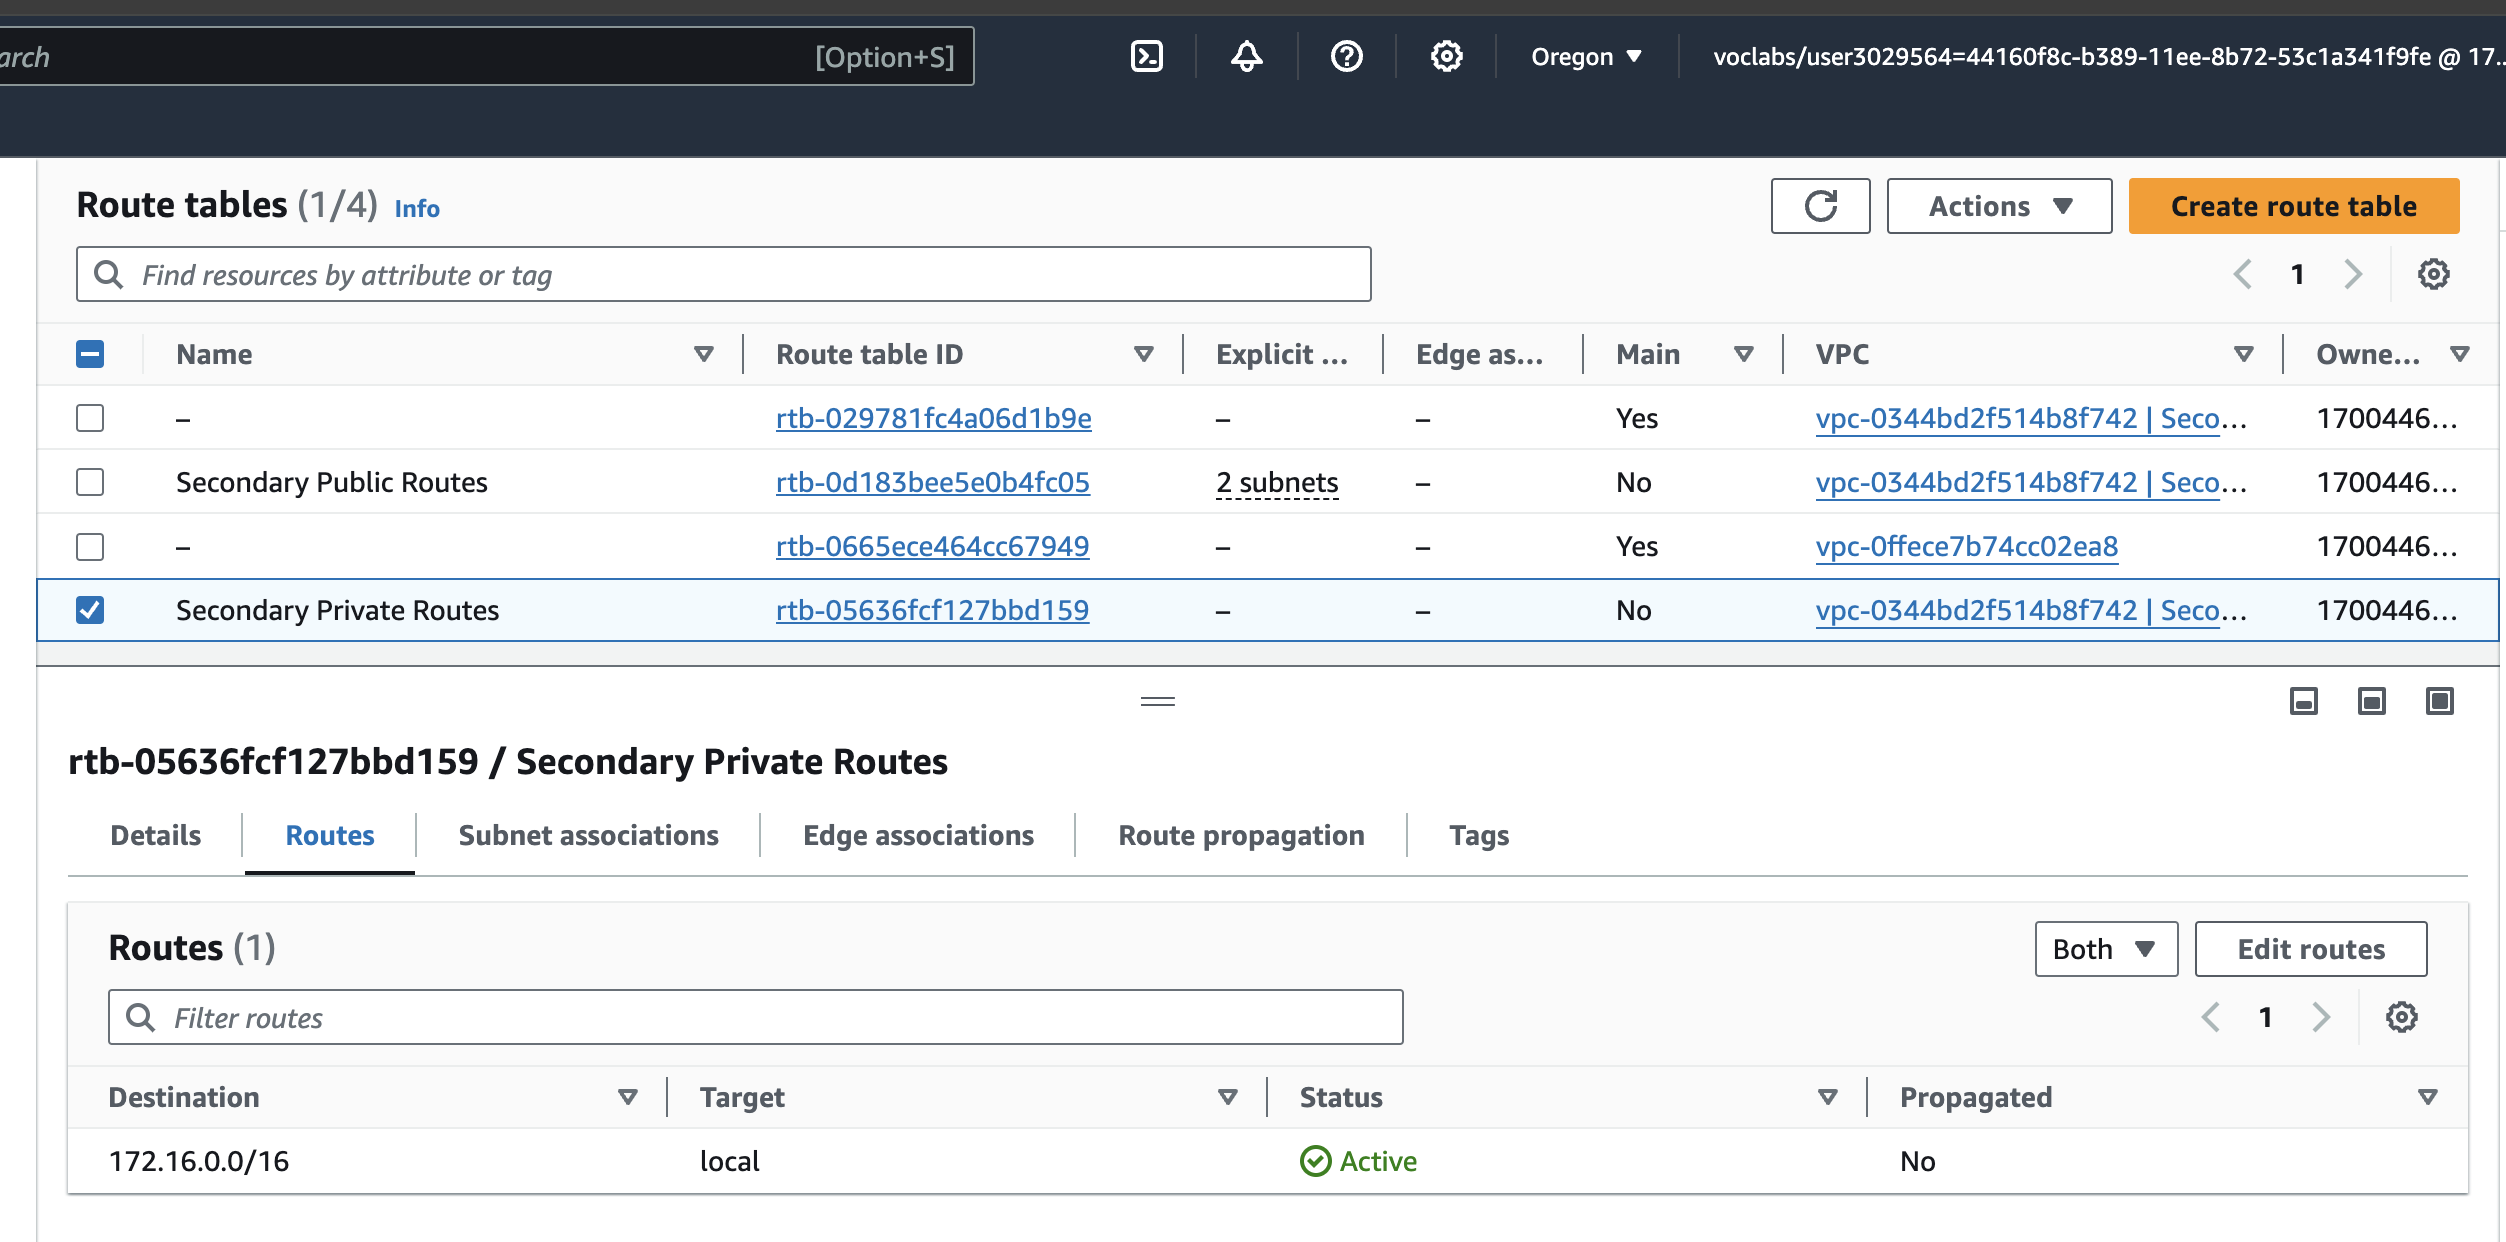 arch [Option+S] Oregon voclabs/user3029564=44160f8c-b389-11ee-8b72-53c1a341f9fe @ 17...
Route tables (1/4) Info Actions Create route table
Find resources by attribute or tag 1
Name Route table ID Explicit ... Edge as... Main VPC Owne...
– rtb-029781fc4a06d1b9e – – Yes vpc-0344bd2f514b8f742 | Seco... 1700446...
Secondary Public Routes rtb-0d183bee5e0b4fc05 2 subnets – No vpc-0344bd2f514b8f742 | Seco... 1700446...
– rtb-0665ece464cc67949 – – Yes vpc-0ffece7b74cc02ea8 1700446...
Secondary Private Routes rtb-05636fcf127bbd159 – – No vpc-0344bd2f514b8f742 | Seco... 1700446...
rtb-05636fcf127bbd159 / Secondary Private Routes
Details Routes Subnet associations Edge associations Route propagation Tags
Routes (1) Both Edit routes
Filter routes 1
Destination Target Status Propagated
172.16.0.0/16 local Active No